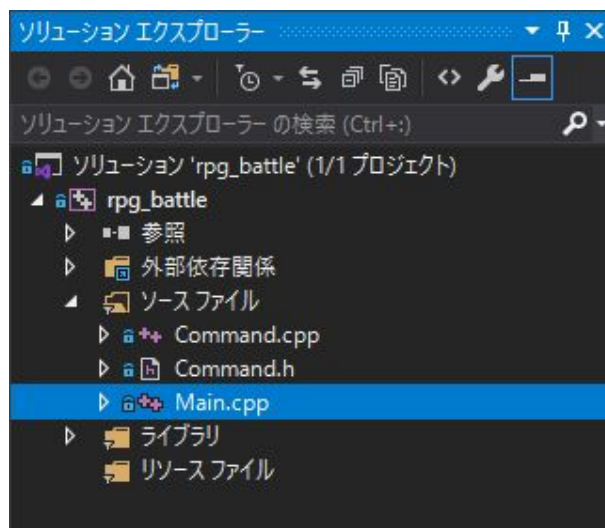 ソリューション エクスプローラー
ソリューション エクスプローラー の検索 (Ctrl+:)
ソリューション 'rpg_battle' (1/1 プロジェクト)
rpg_battle
参照
外部依存関係
ソース ファイル
Command.cpp
Command.h
Main.cpp
ライブラリ
リソース ファイル